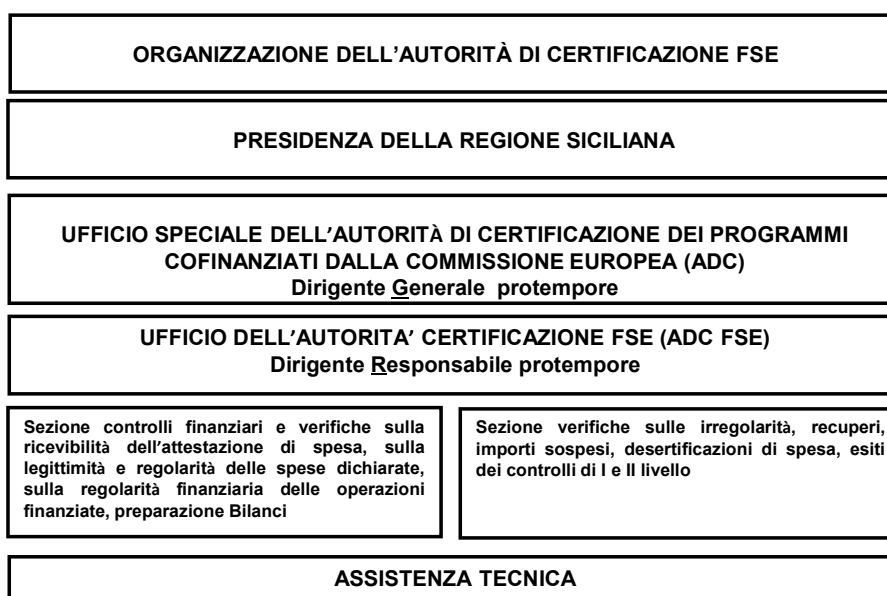 ORGANIZZAZIONE DELL’AUTORITÀ DI CERTIFICAZIONE FSE
PRESIDENZA DELLA REGIONE SICILIANA
UFFICIO SPECIALE DELL’AUTORITÀ DI CERTIFICAZIONE DEI PROGRAMMI
COFINANZIATI DALLA COMMISSIONE EUROPEA (ADC)
Dirigente Generale protempore
UFFICIO DELL’AUTORITA’ CERTIFICAZIONE FSE (ADC FSE)
Dirigente Responsabile protempore
Sezione controlli finanziari e verifiche sulla
ricevibilità dell’attestazione di spesa, sulla
legittimità e regolarità delle spese dichiarate,
sulla regolarità finanziaria delle operazioni
finanziate, preparazione Bilanci
Sezione verifiche sulle irregolarità, recuperi,
importi sospesi, desertificazioni di spesa, esiti
dei controlli di I e II livello
ASSISTENZA TECNICA